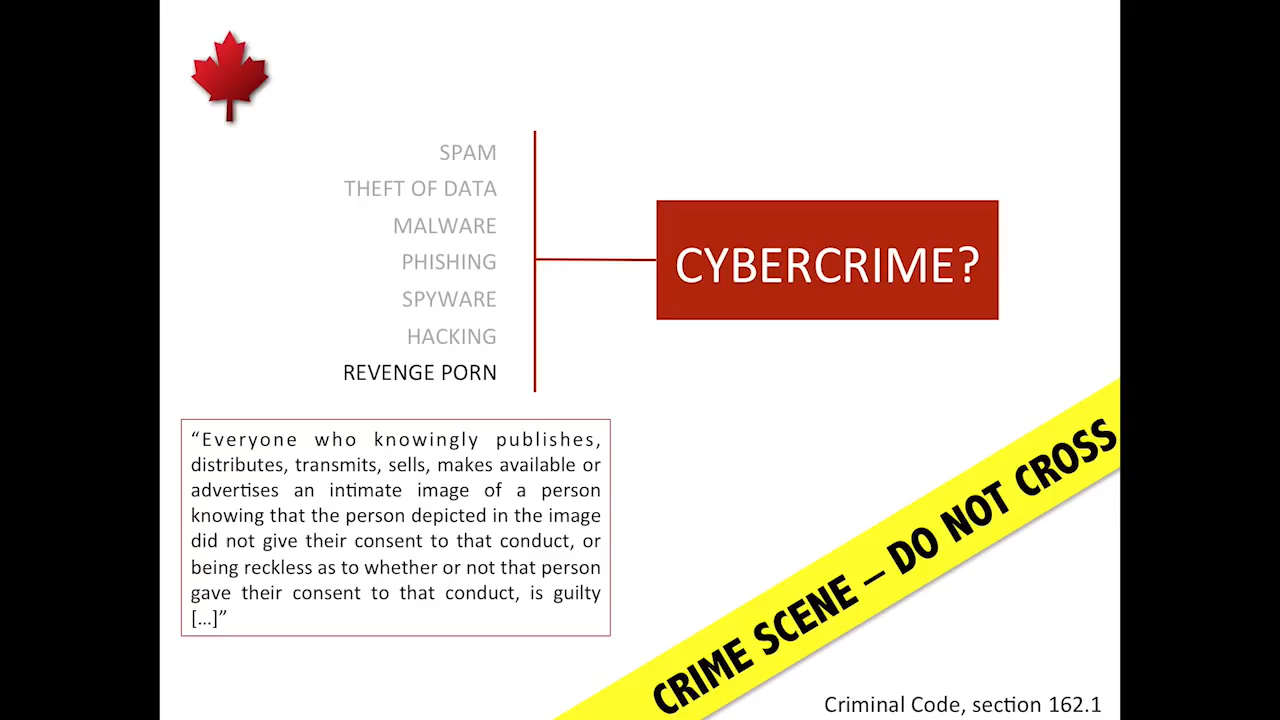 SPAM
THEFT OF DATA
MALWARE
PHISHING
SPYWARE
HACKING
REVENGE PORN
CYBERCRIME?
“Everyone who knowingly publishes,
distributes, transmits, sells, makes available or
advertises an intimate image of a person
knowing that the person depicted in the image
did not give their consent to that conduct, or
being reckless as to whether or not that person
gave their consent to that conduct, is guilty
[…]”
CRIME SCENE – DO NOT CROSS
Criminal Code, section 162.1